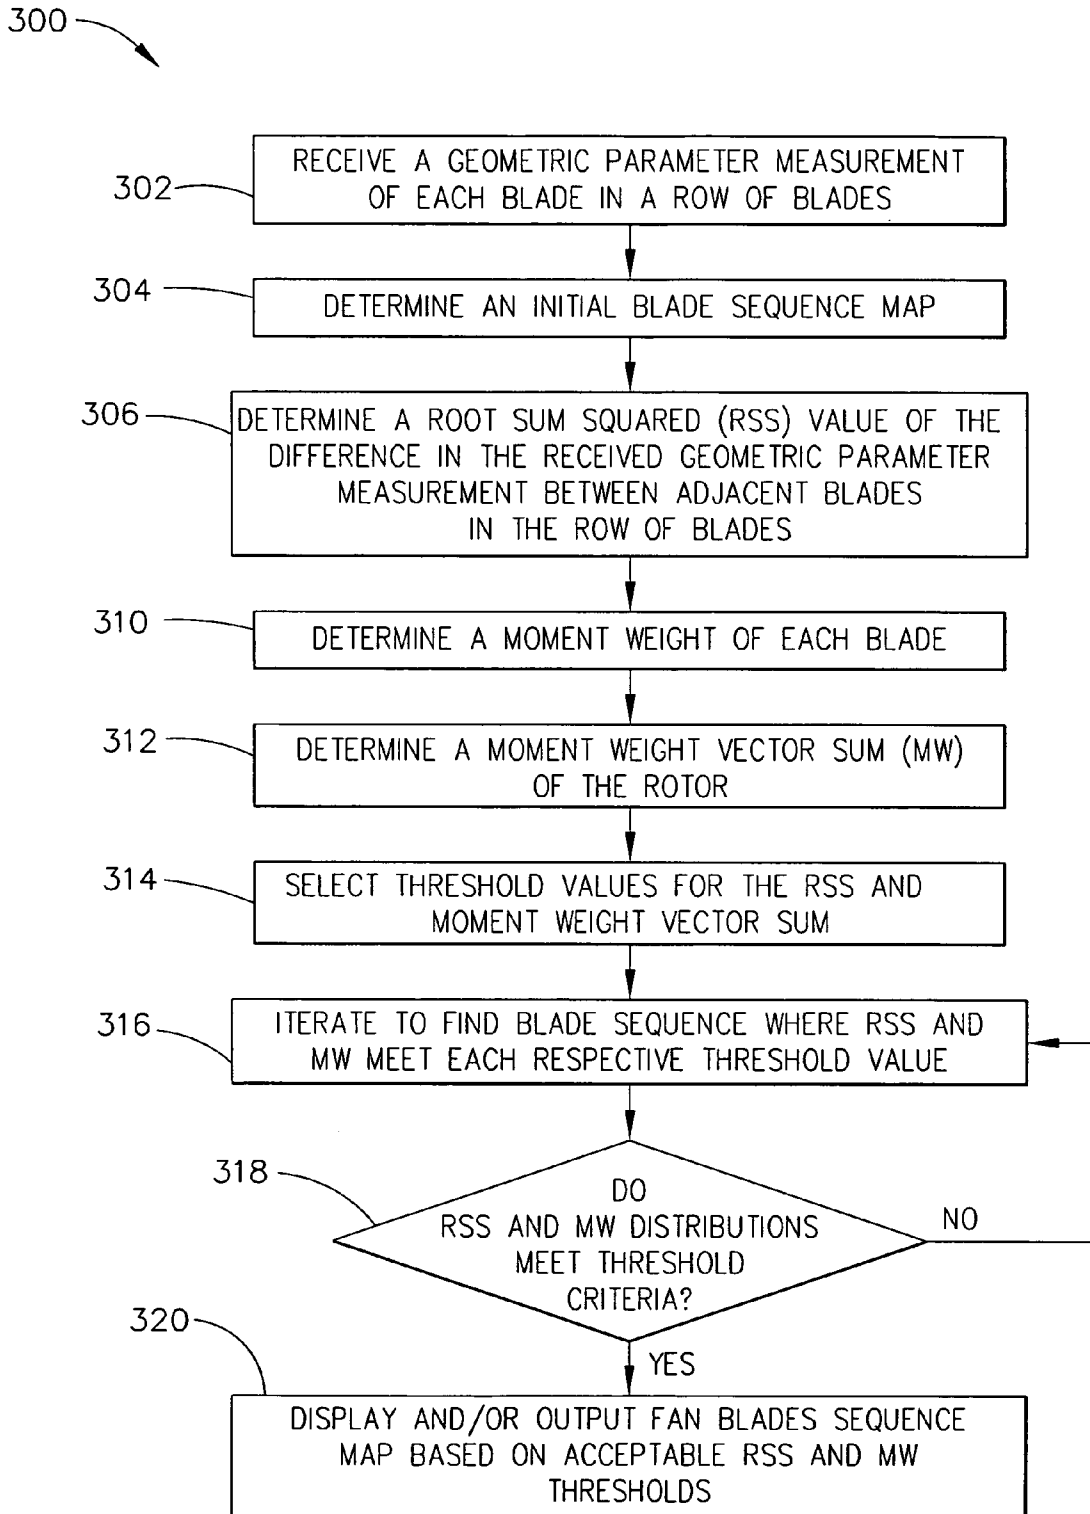 300
302
RECEIVE A GEOMETRIC PARAMETER MEASUREMENT
OF EACH BLADE IN A ROW OF BLADES
304
DETERMINE AN INITIAL BLADE SEQUENCE MAP
306
DETERMINE A ROOT SUM SQUARED (RSS) VALUE OF THE
DIFFERENCE IN THE RECEIVED GEOMETRIC PARAMETER
MEASUREMENT BETWEEN ADJACENT BLADES
IN THE ROW OF BLADES
310
DETERMINE A MOMENT WEIGHT OF EACH BLADE
312
DETERMINE A MOMENT WEIGHT VECTOR SUM (MW)
OF THE ROTOR
314
SELECT THRESHOLD VALUES FOR THE RSS AND
MOMENT WEIGHT VECTOR SUM
316
ITERATE TO FIND BLADE SEQUENCE WHERE RSS AND
MW MEET EACH RESPECTIVE THRESHOLD VALUE
318
DO
RSS AND MW DISTRIBUTIONS
MEET THRESHOLD
CRITERIA?
NO
YES
320
DISPLAY AND/OR OUTPUT FAN BLADES SEQUENCE
MAP BASED ON ACCEPTABLE RSS AND MW
THRESHOLDS